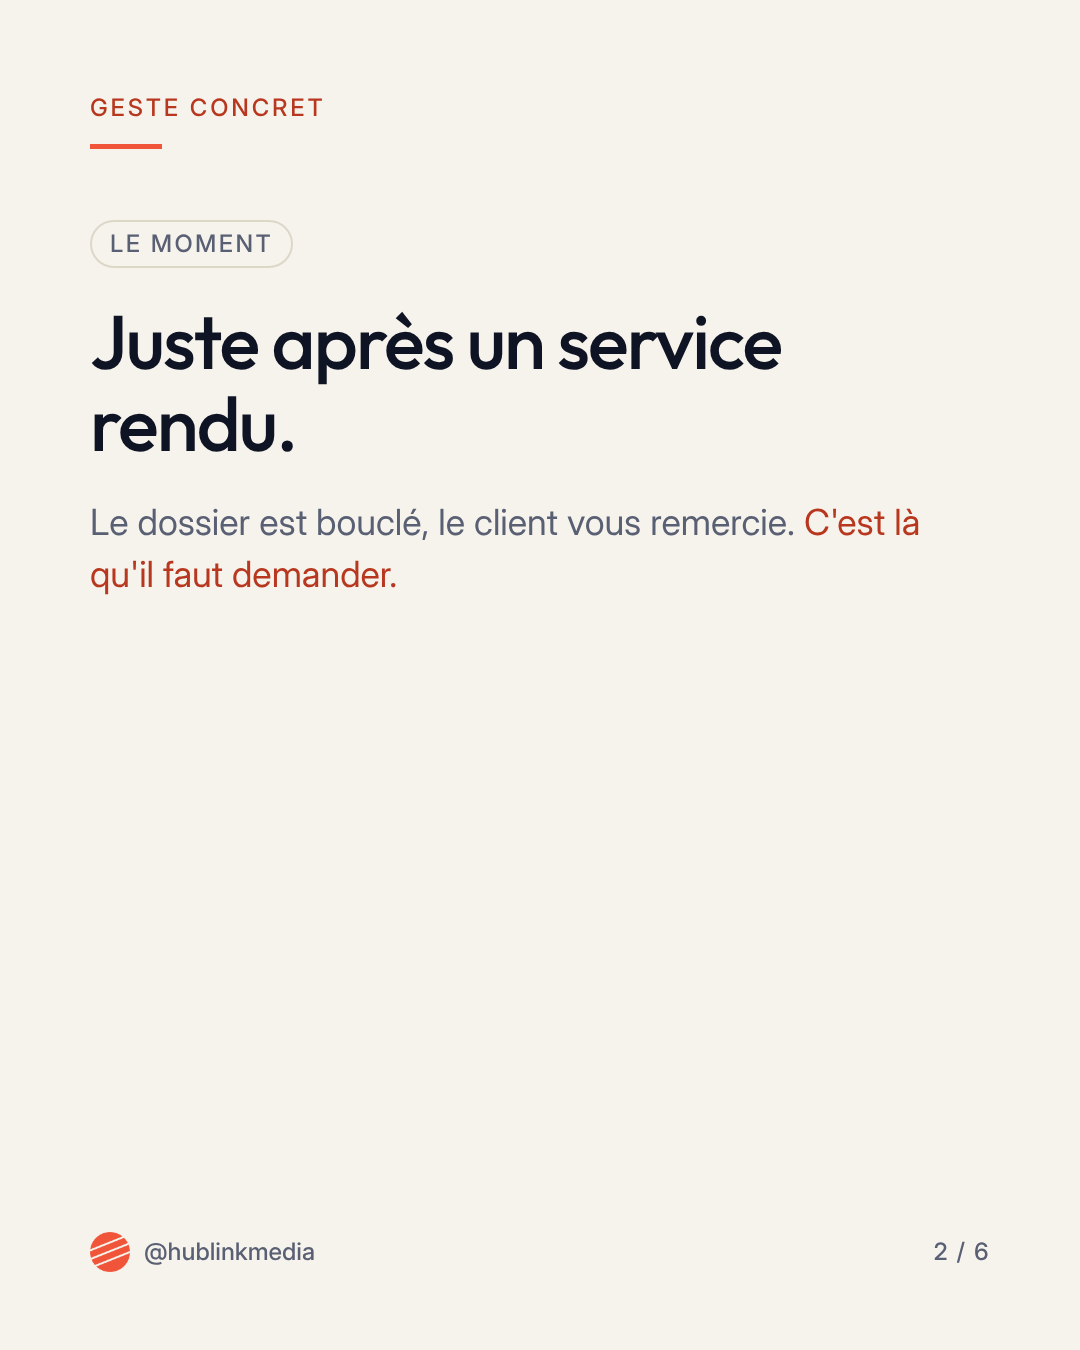 GESTE CONCRET
LE MOMENT
Juste après un service
rendu.
Le dossier est bouclé, le client vous remercie. C'est là
qu'il faut demander.
@hublinkmedia
2 / 6